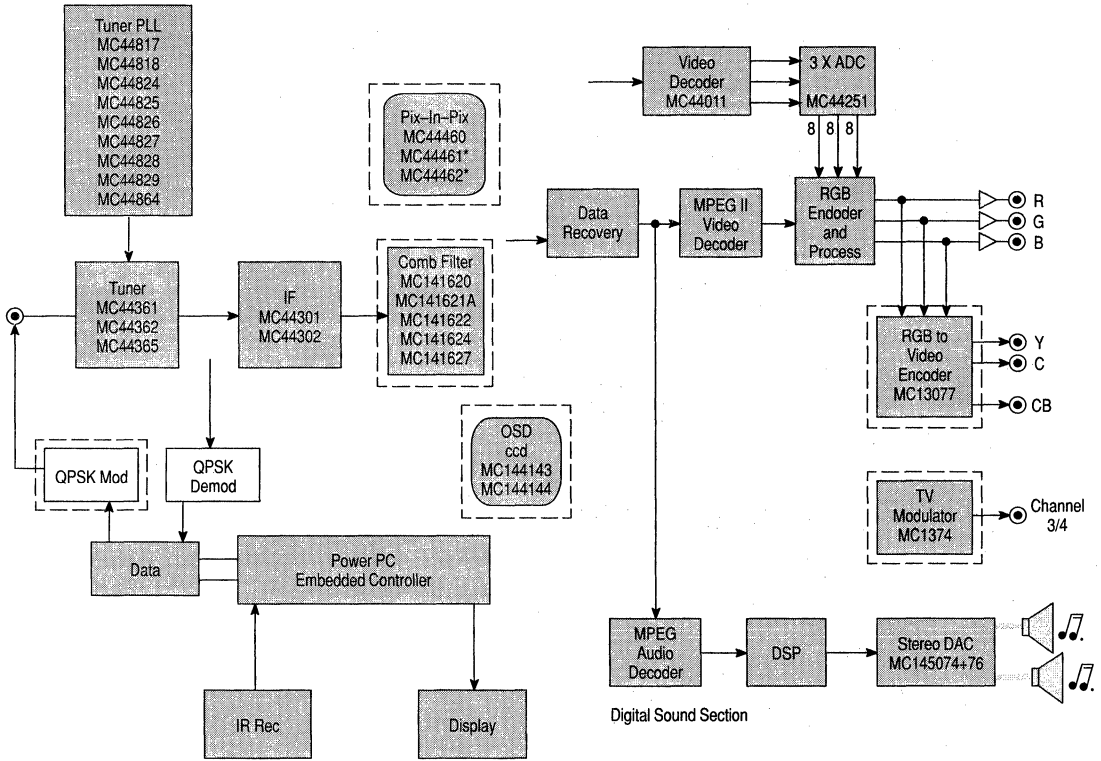 Tuner PLL
MC44817
MC44818
MC44824
MC44825
MC44826
MC44827
MC44828
MC44829
MC44864
Pix–In–Pix
MC44460
MC44461*
MC44462*
Video
Decoder
MC44011
3 X ADC
MC44251
8 8 8
Data
Recovery
MPEG II
Video
Decoder
RGB
Endoder
and
Process
R
G
B
Tuner
MC44361
MC44362
MC44365
IF
MC44301
MC44302
Comb Filter
MC141620
MC141621A
MC141622
MC141624
MC141627
RGB to
Video
Encoder
MC13077
Y
C
CB
OSD
ccd
MC144143
MC144144
QPSK Mod
QPSK
Demod
TV
Modulator
MC1374
Channel
3/4
Data
Power PC
Embedded Controller
MPEG
Audio
Decoder
DSP
Stereo DAC
MC145074+76
IR Rec
Display
Digital Sound Section